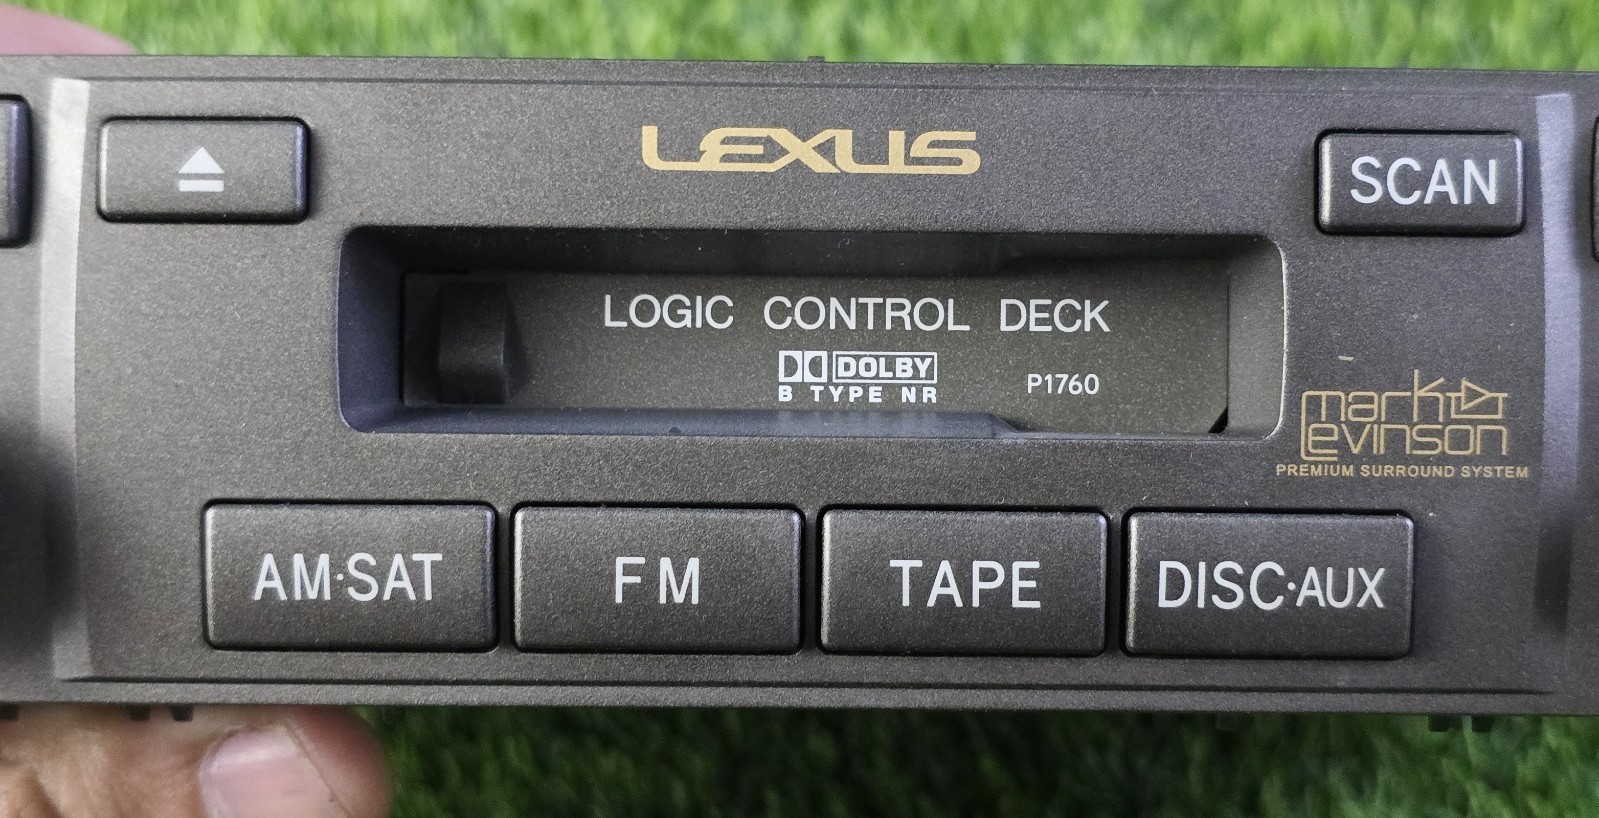 LEXUS
SCAN
LOGIC CONTROL DECK
DOLBY
B TYPE NR
P1760
mark
Levinson
PREMIUM SURROUND SYSTEM
AM·SAT
FM
TAPE
DISC·AUX